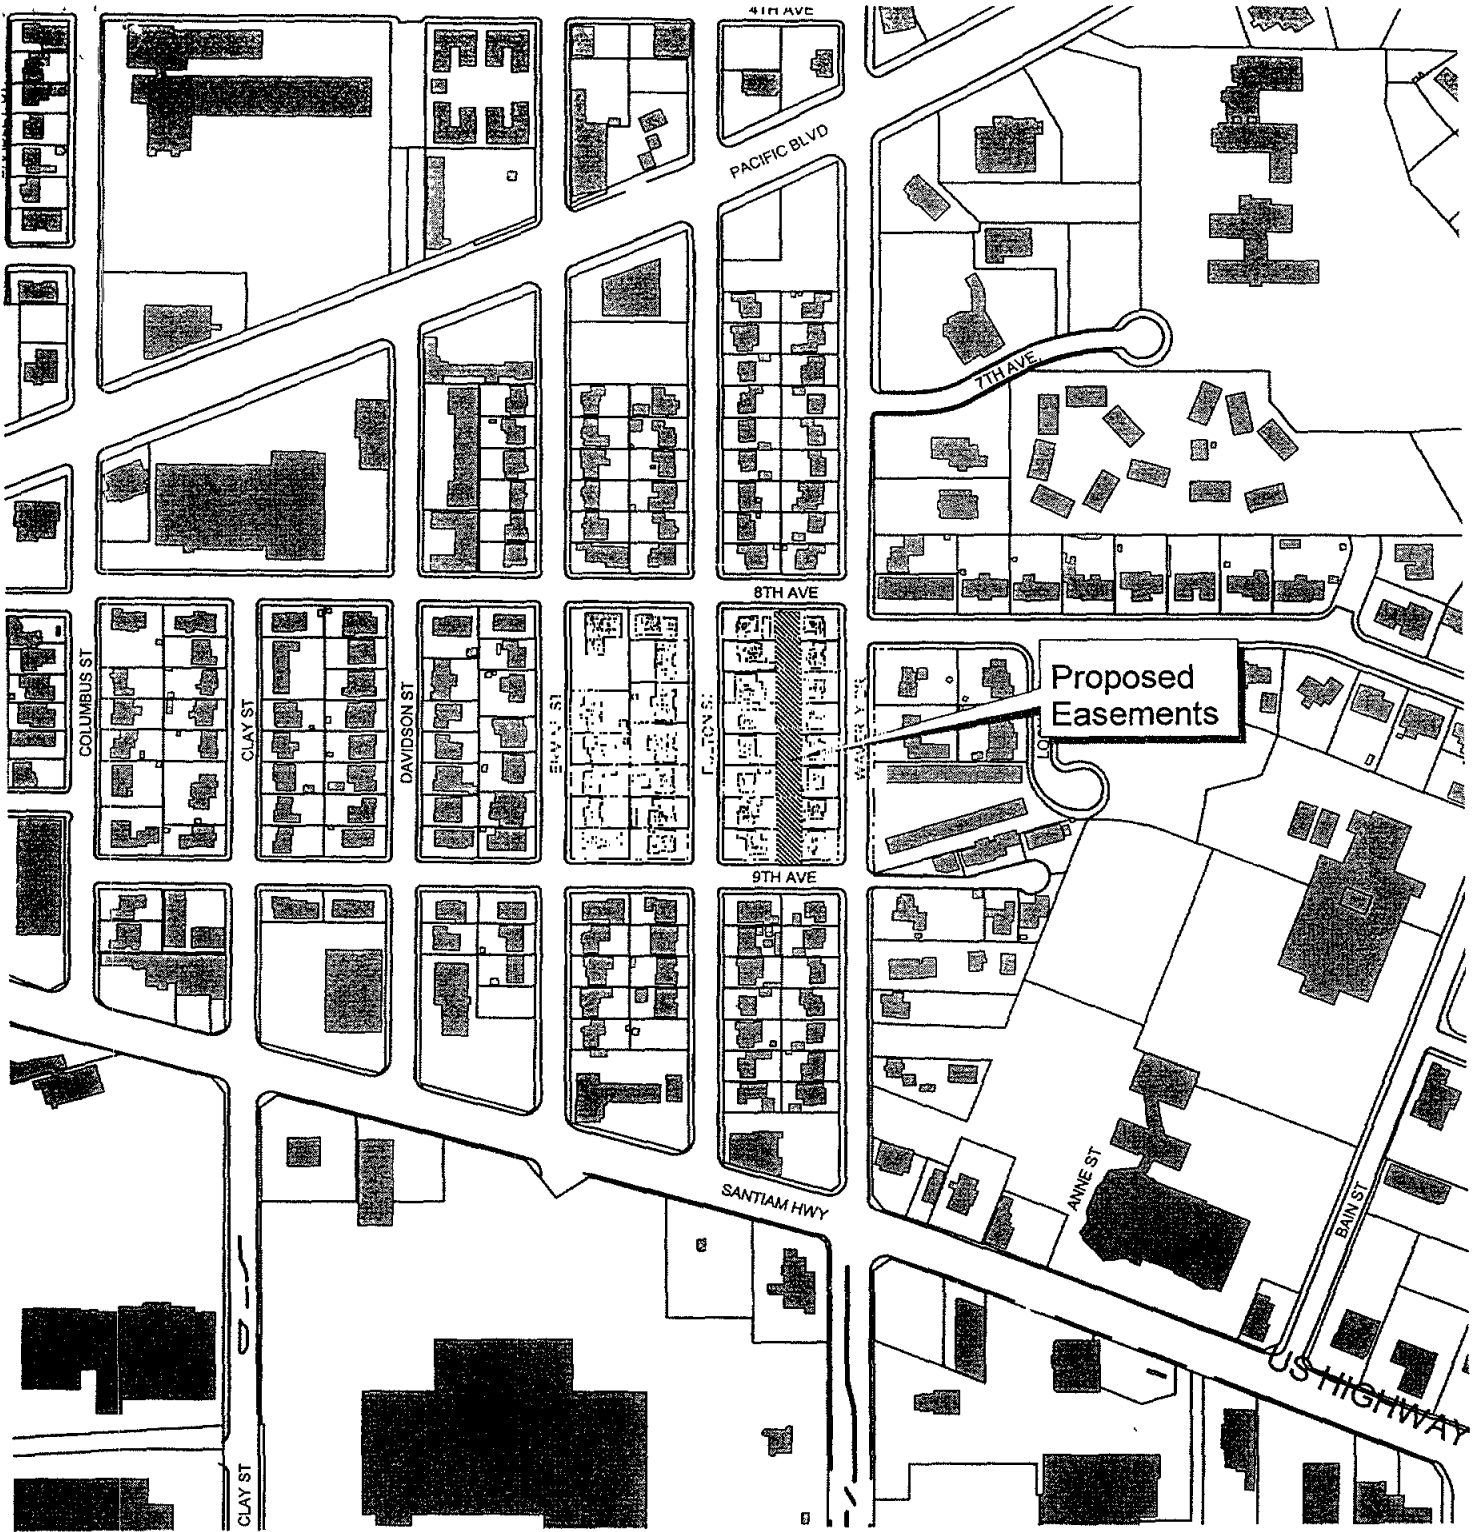 4TH AVE
PACIFIC BLVD
7TH AVE.
8TH AVE
COLUMBUS ST
CLAY ST
DAVIDSON ST
Proposed
Easements
9TH AVE
SANTIAM HWY
ANNE ST
BAIN ST
US HIGHWAY
CLAY ST